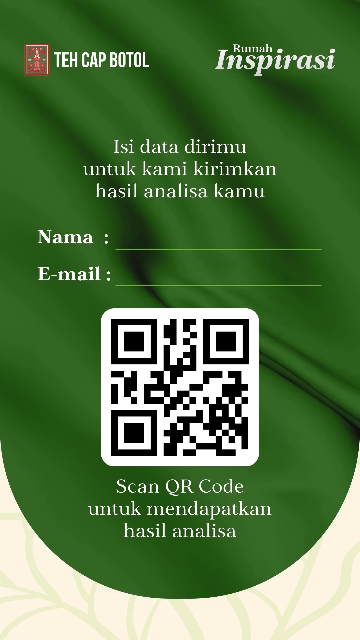 TEH CAP BOTOL
Rumah
Inspirasi
Isi data dirimu
untuk kami kirimkan
hasil analisa kamu
Nama :
E-mail :
Scan QR Code
untuk mendapatkan
hasil analisa